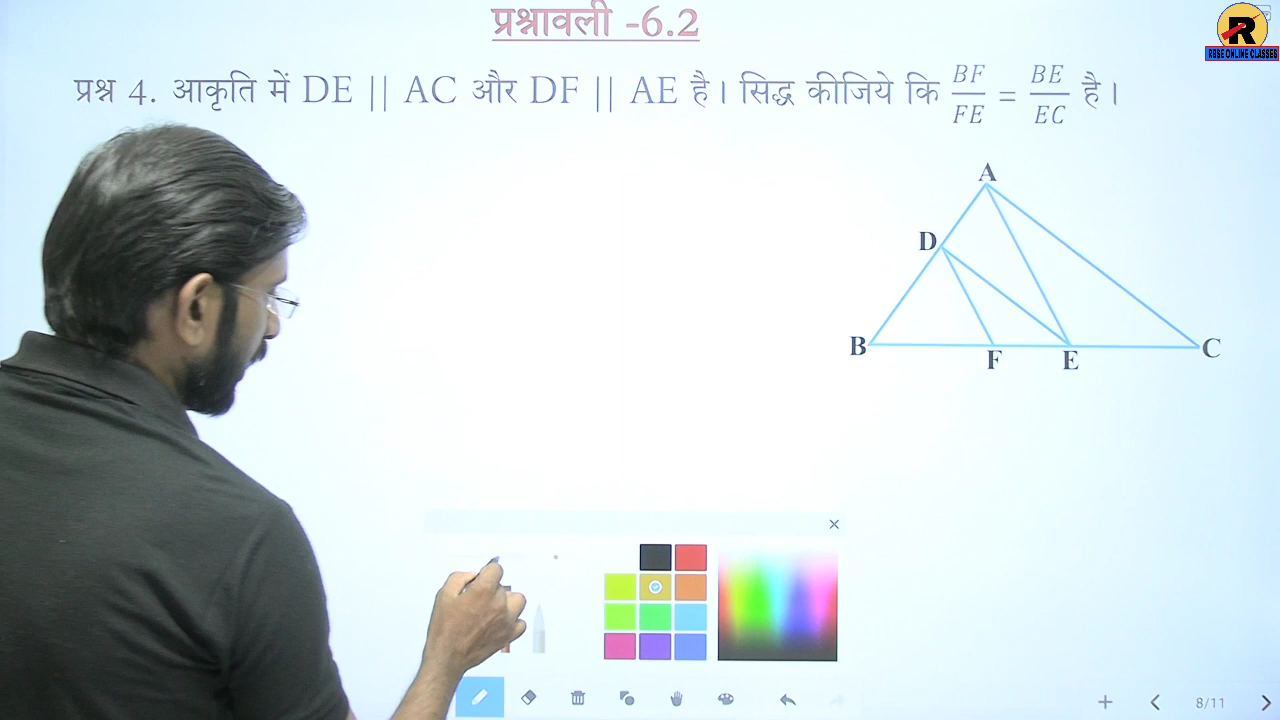 प्रश्नावली -6.2
R
RBSE ONLINE CLASSES
प्रश्न 4. आकृति में DE || AC और DF || AE है। सिद्ध कीजिये कि BF/FE = BE/EC है।
A
D
B F E C
8/11